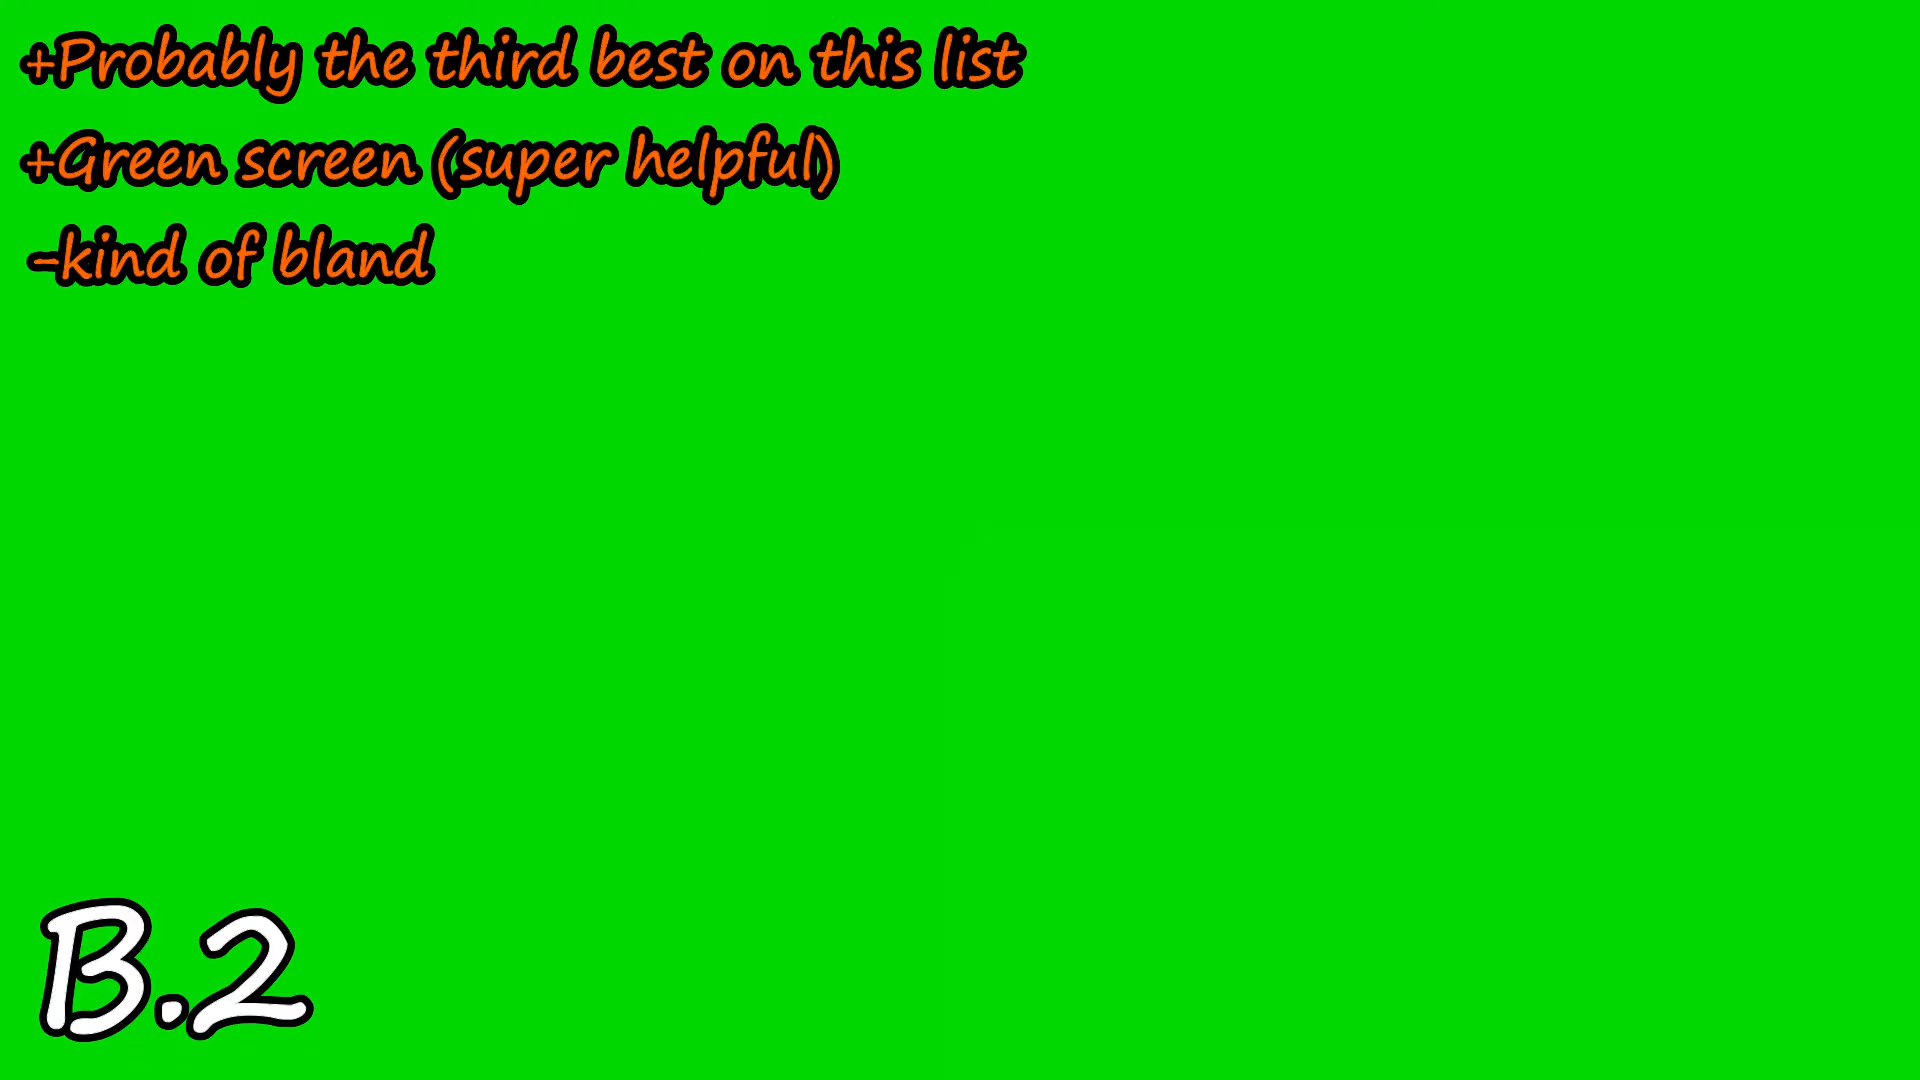 +Probably the third best on this list
+Green screen (super helpful)
-kind of bland
B.2